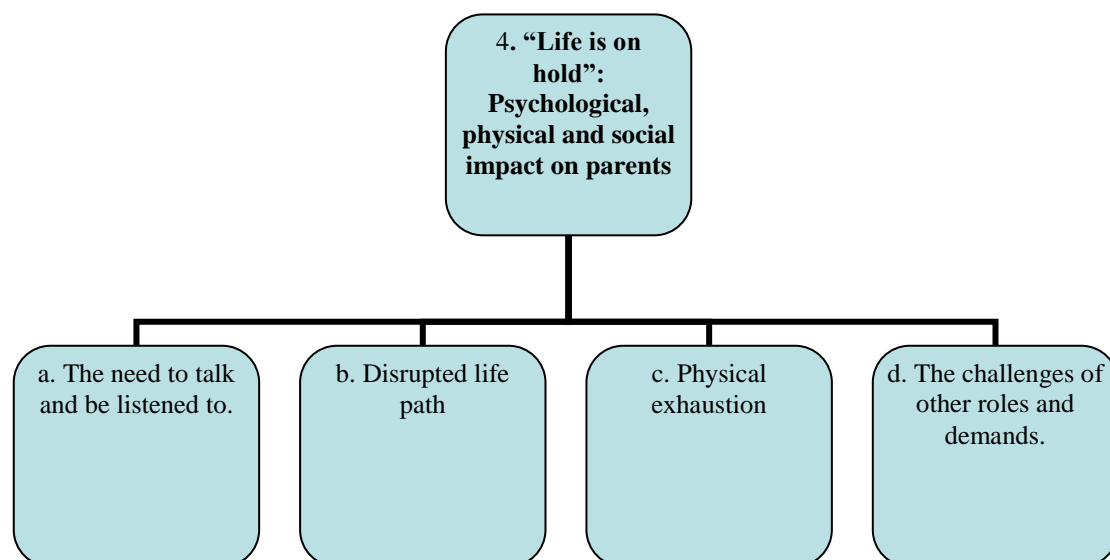 4. “Life is on
hold”:
Psychological,
physical and social
impact on parents
a. The need to talk
and be listened to.
b. Disrupted life
path
c. Physical
exhaustion
d. The challenges of
other roles and
demands.